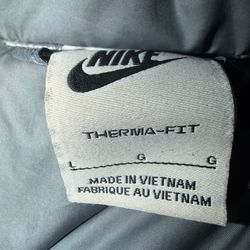 NIKE
THERMA-FIT
L G G
MADE IN VIETNAM
FABRIQUE AU VIETNAM